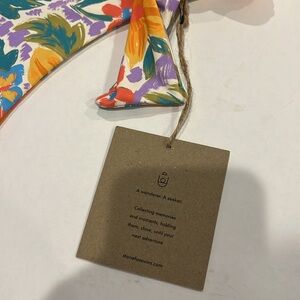 A wanderer. A seeker.
Collecting memories
and moments, holding
them, close, until your
next adventure